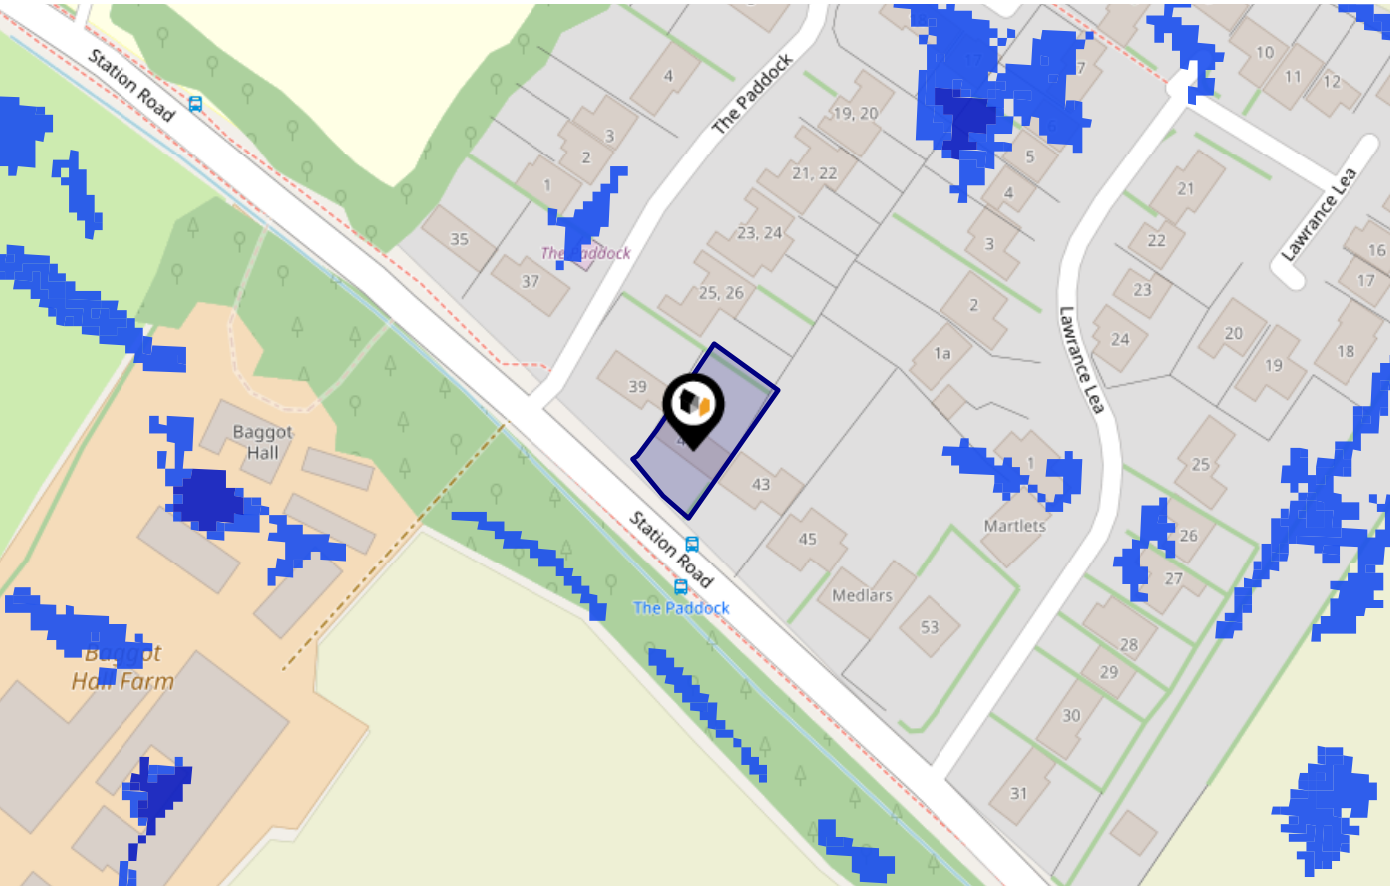 Station Road
4
10
11
12
17
7
The Paddock
19, 20
3
2
5
1
21, 22
4
21
Lawrance Lea
23, 24
35
3
22
16
The Paddock
37
25, 26
23
17
2
Lawrance Lea
20
24
1a
18
19
39
Baggot
Hall
1
25
43
Martlets
Station Road
45
26
27
Medlars
The Paddock
53
28
Baggot
Hall Farm
29
30
31